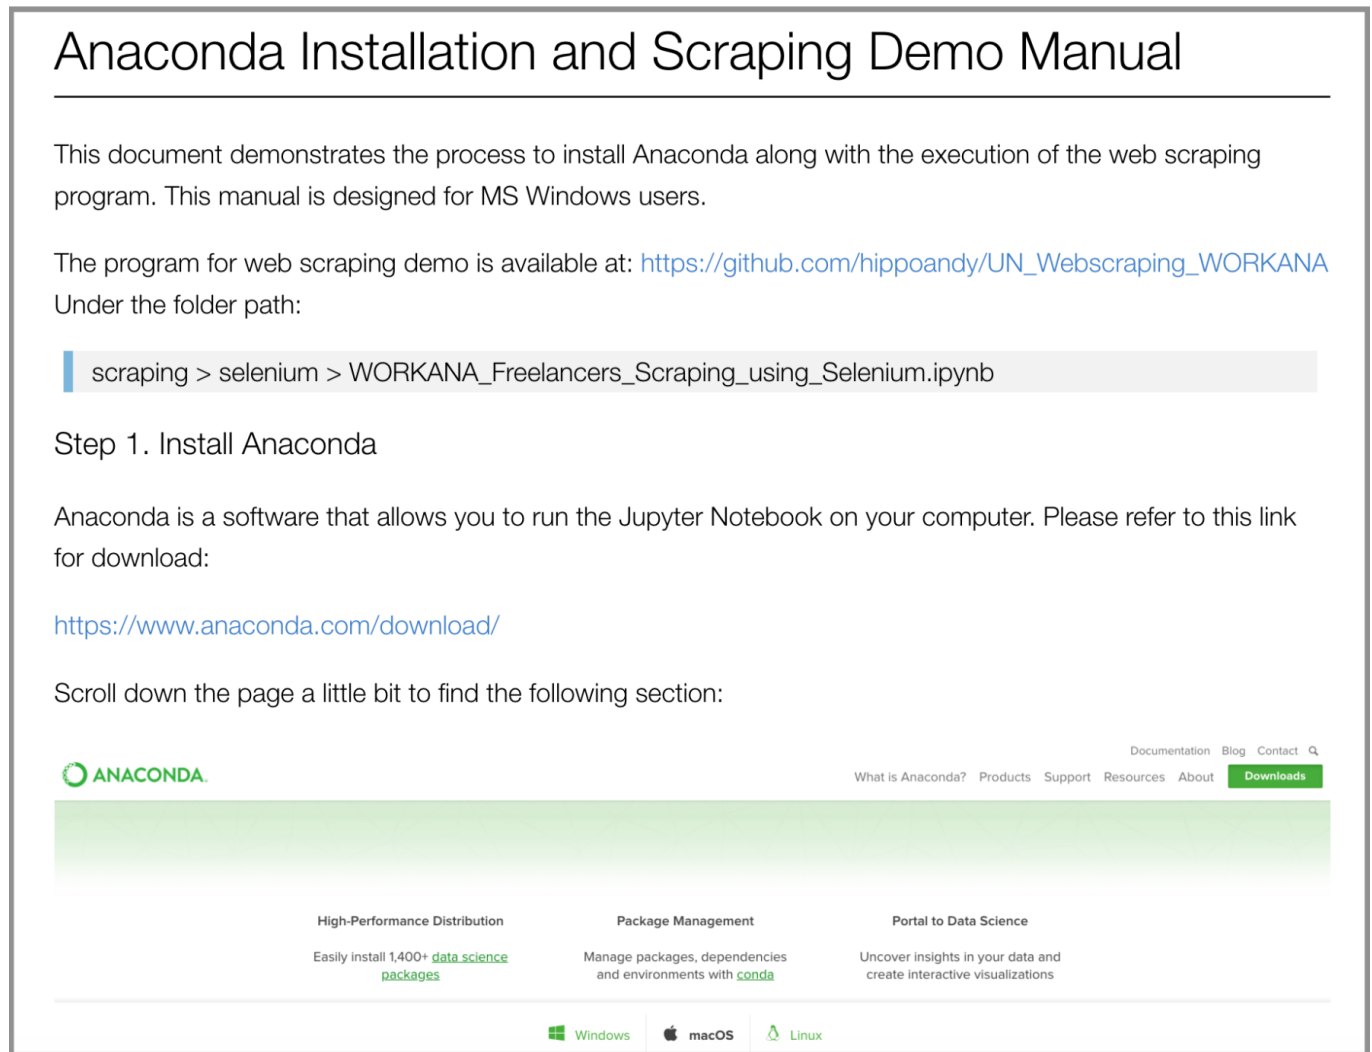 Anaconda Installation and Scraping Demo Manual
This document demonstrates the process to install Anaconda along with the execution of the web scraping
program. This manual is designed for MS Windows users.
The program for web scraping demo is available at: https://github.com/hippoandy/UN_Webscraping_WORKANA
Under the folder path:
scraping > selenium > WORKANA_Freelancers_Scraping_using_Selenium.ipynb
Step 1. Install Anaconda
Anaconda is a software that allows you to run the Jupyter Notebook on your computer. Please refer to this link
for download:
https://www.anaconda.com/download/
Scroll down the page a little bit to find the following section:
Documentation Blog Contact
ANACONDA.
What is Anaconda? Products Support Resources About Downloads
High-Performance Distribution
Easily install 1,400+ data science
packages
Package Management
Manage packages, dependencies
and environments with conda
Portal to Data Science
Uncover insights in your data and
create interactive visualizations
Windows macOS Linux